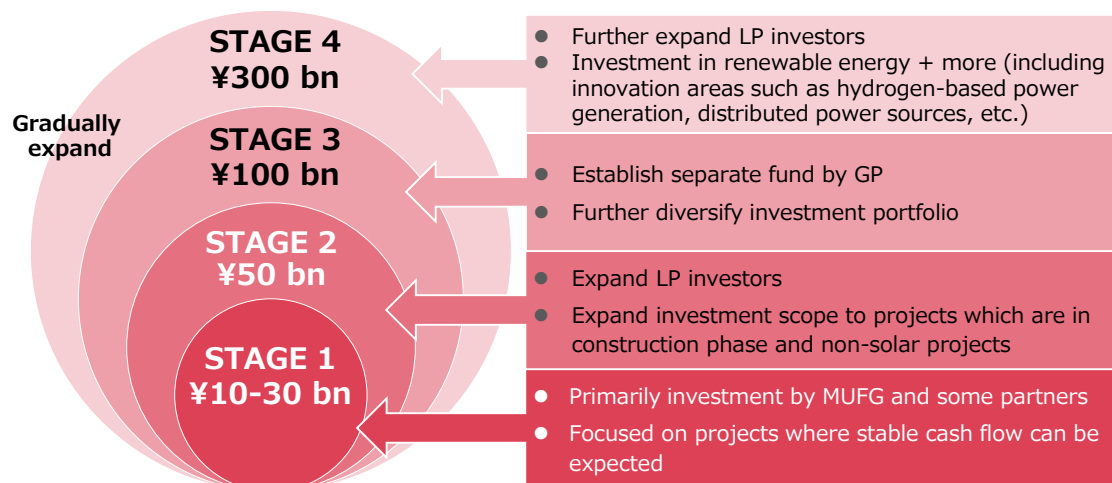 STAGE 4
¥300 bn
Gradually
expand
STAGE 3
¥100 bn
STAGE 2
¥50 bn
STAGE 1
¥10-30 bn
● Further expand LP investors
● Investment in renewable energy + more (including
innovation areas such as hydrogen-based power
generation, distributed power sources, etc.)
● Establish separate fund by GP
● Further diversify investment portfolio
● Expand LP investors
● Expand investment scope to projects which are in
construction phase and non-solar projects
● Primarily investment by MUFG and some partners
● Focused on projects where stable cash flow can be
expected